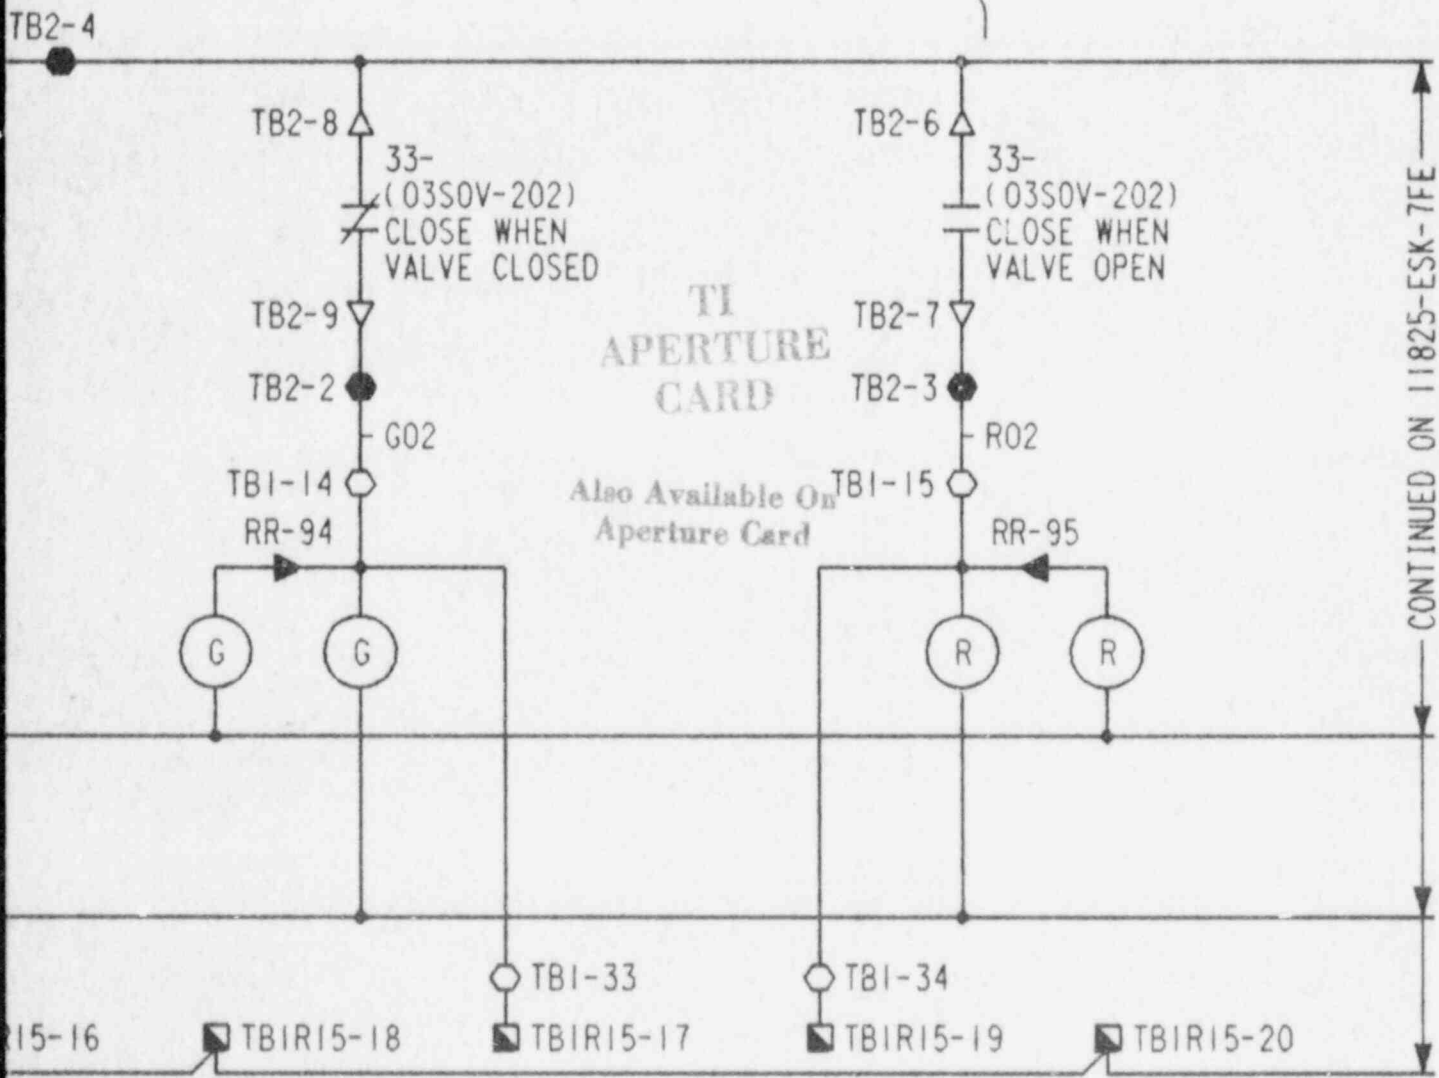 TB2-4
TB2-8
33-
(03SOV-202)
CLOSE WHEN
VALVE CLOSED
TB2-9
TB2-2
G02
TB1-14
RR-94
G
G
TI
APERTURE
CARD
Also Available On
Aperture Card
TB2-6
33-
(03SOV-202)
CLOSE WHEN
VALVE OPEN
TB2-7
TB2-3
R02
TB1-15
RR-95
R
R
CONTINUED ON 11825-ESK-7FE
TB1-33
TB1-34
R15-16
TB1R15-18
TB1R15-17
TB1R15-19
TB1R15-20